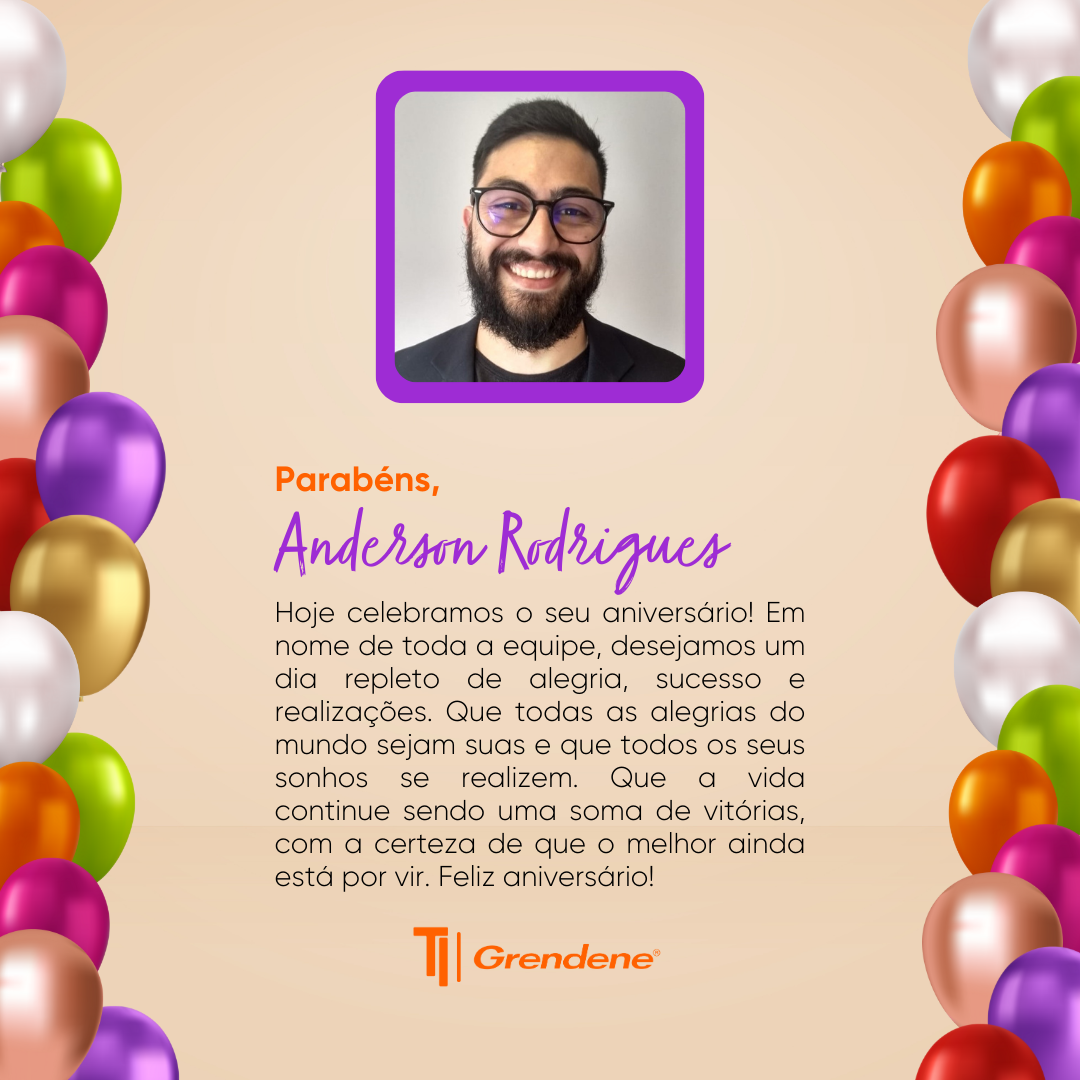 Parabéns,
Anderson Rodrigues
Hoje celebramos o seu aniversário! Em
nome de toda a equipe, desejamos um
dia repleto de alegria, sucesso e
realizações. Que todas as alegrias do
mundo sejam suas e que todos os seus
sonhos se realizem. Que a vida
continue sendo uma soma de vitórias,
com a certeza de que o melhor ainda
está por vir. Feliz aniversário!
TI | Grendene®